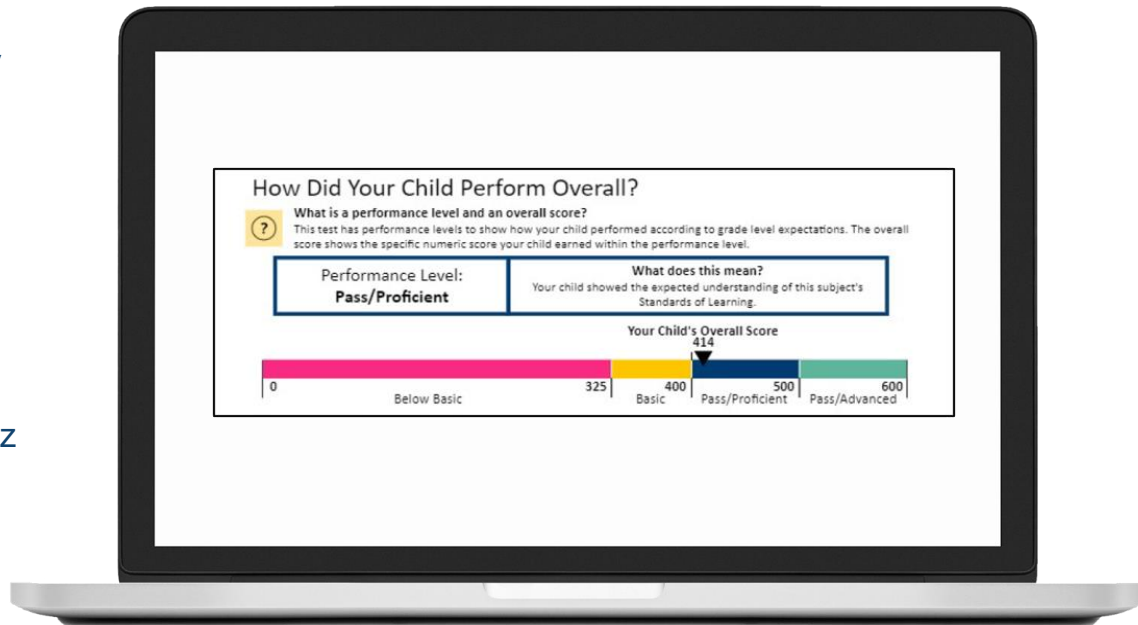 How Did Your Child Perform Overall?
?
What is a performance level and an overall score?
This test has performance levels to show how your child performed according to grade level expectations. The overall
score shows the specific numeric score your child earned within the performance level.
Performance Level:
Pass/Proficient
What does this mean?
Your child showed the expected understanding of this subject's
Standards of Learning.
Your Child's Overall Score
414
0 325 400 500 600
Below Basic Basic Pass/Proficient Pass/Advanced
z